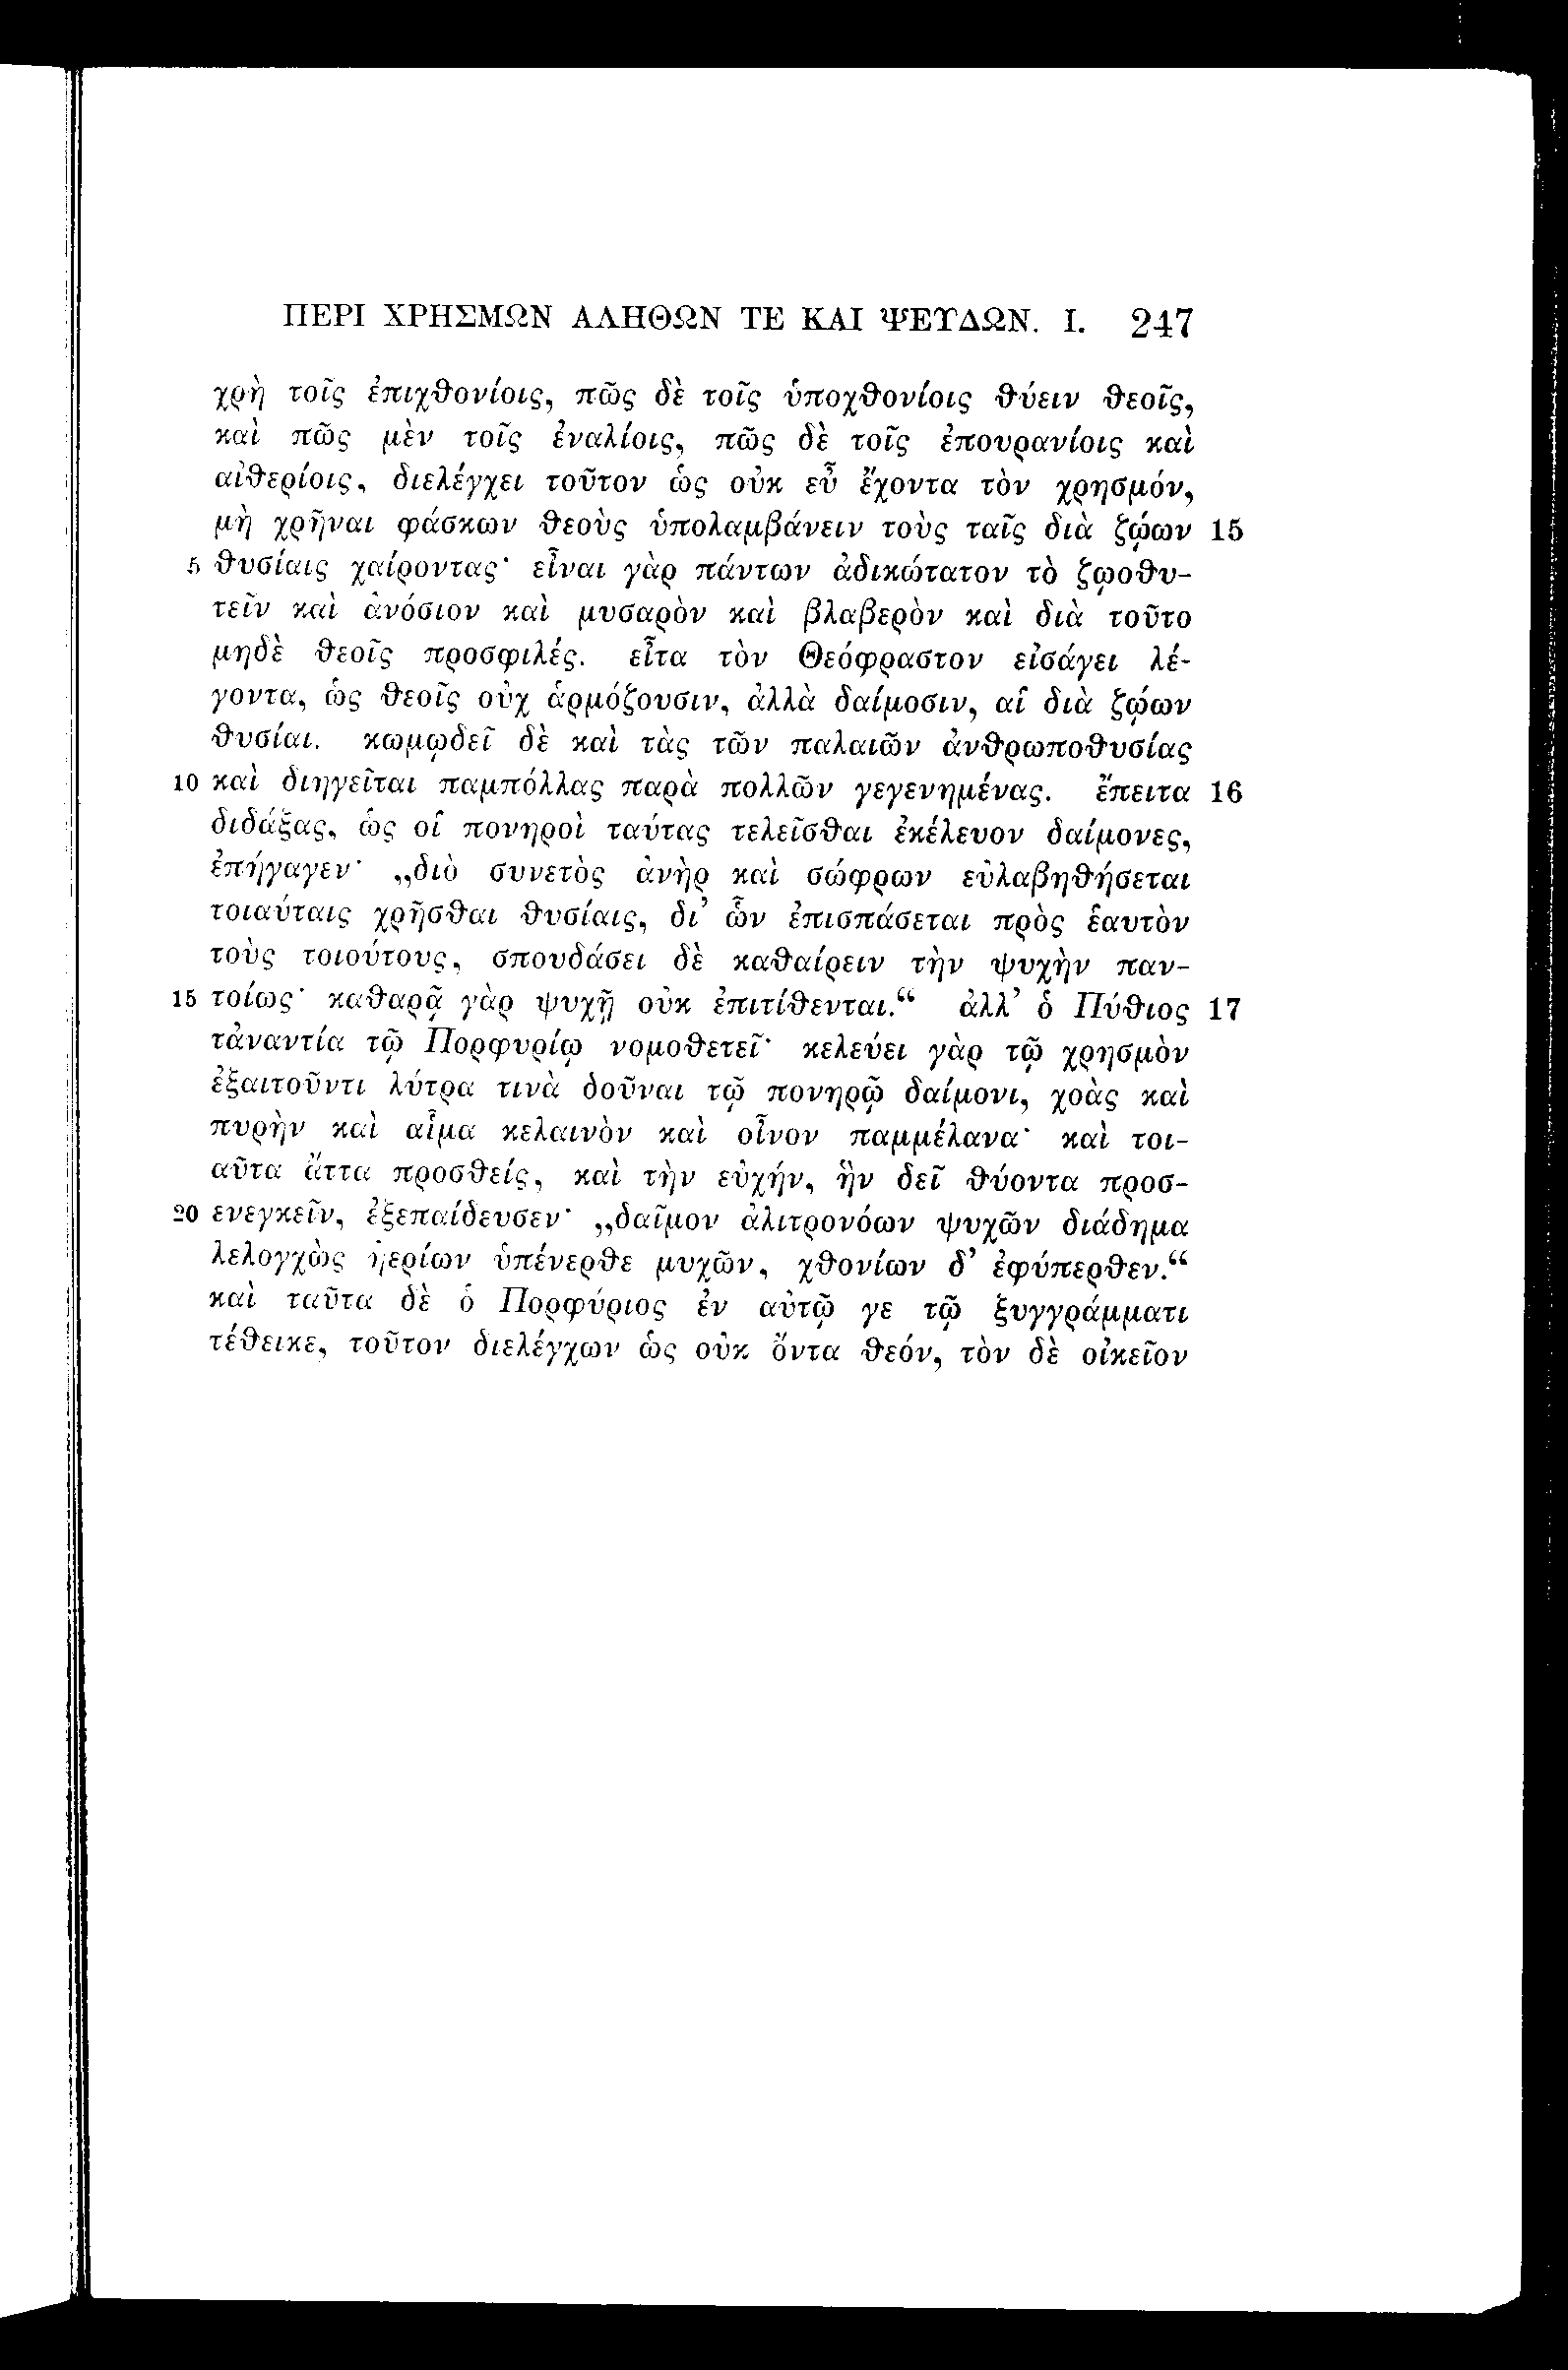 ΠΕΡΙ ΧΡΗΣΜΩΝ ΑΛΗΘΩΝ ΤΕ ΚΑΙ ΨΕΥΔΩΝ. I. 247
χρὴ τοῖς ἐπιχθονίοις, πῶς δὲ τοῖς ὑποχθονίοις θύειν θεοῖς,
καὶ πῶς μὲν τοῖς ἐναλίοις, πῶς δὲ τοῖς ἐπουρανίοις καὶ
αἰθερίοις, διελέγχει τοῦτον ὡς οὐκ εὖ ἔχοντα τὸν χρησμόν,
μὴ χρῆναι φάσκων θεοὺς ὑπολαμβάνειν τοὺς ταῖς διὰ ζῴων 15
5 θυσίαις χαίροντας· εἶναι γὰρ πάντων ἀδικώτατον τὸ ζῳοθυ-
τεῖν καὶ ἀνόσιον καὶ μυσαρὸν καὶ βλαβερὸν καὶ διὰ τοῦτο
μηδὲ θεοῖς προσφιλές. εἶτα τὸν Θεόφραστον εἰσάγει λέ-
γοντα, ὡς θεοῖς οὐχ ἁρμόζουσιν, ἀλλὰ δαίμοσιν, αἱ διὰ ζῴων
θυσίαι. κωμῳδεῖ δὲ καὶ τὰς τῶν παλαιῶν ἀνθρωποθυσίας
10 καὶ διηγεῖται παμπόλλας παρὰ πολλῶν γεγενημένας. ἔπειτα 16
διδάξας, ὡς οἱ πονηροὶ ταύτας τελεῖσθαι ἐκέλευον δαίμονες,
ἐπήγαγεν· „διὸ συνετὸς ἀνὴρ καὶ σώφρων εὐλαβηθήσεται
τοιαύταις χρῆσθαι θυσίαις, δι’ ὧν ἐπισπάσεται πρὸς ἑαυτὸν
τοὺς τοιούτους, σπουδάσει δὲ καθαίρειν τὴν ψυχὴν παν-
15 τοίως· καθαρᾷ γὰρ ψυχῇ οὐκ ἐπιτίθενται.“ ἀλλ’ ὁ Πύθιος 17
τἀναντία τῷ Πορφυρίῳ νομοθετεῖ· κελεύει γὰρ τῷ χρησμὸν
ἐξαιτοῦντι λύτρα τινὰ δοῦναι τῷ πονηρῷ δαίμονι, χοὰς καὶ
πυρὴν καὶ αἷμα κελαινὸν καὶ οἶνον παμμέλανα· καὶ τοι-
αῦτα ἄττα προσθείς, καὶ τὴν εὐχήν, ἣν δεῖ θύοντα προσ-
20 ενεγκεῖν, ἐξεπαίδευσεν· „δαῖμον ἀλιτρονόων ψυχῶν διάδημα
λελογχὼς ἠερίων ὑπένερθε μυχῶν, χθονίων δ’ ἐφύπερθεν.“
καὶ ταῦτα δὲ ὁ Πορφύριος ἐν αὐτῷ γε τῷ ξυγγράμματι
τέθεικε, τοῦτον διελέγχων ὡς οὐκ ὄντα θεόν, τὸν δὲ οἰκεῖον